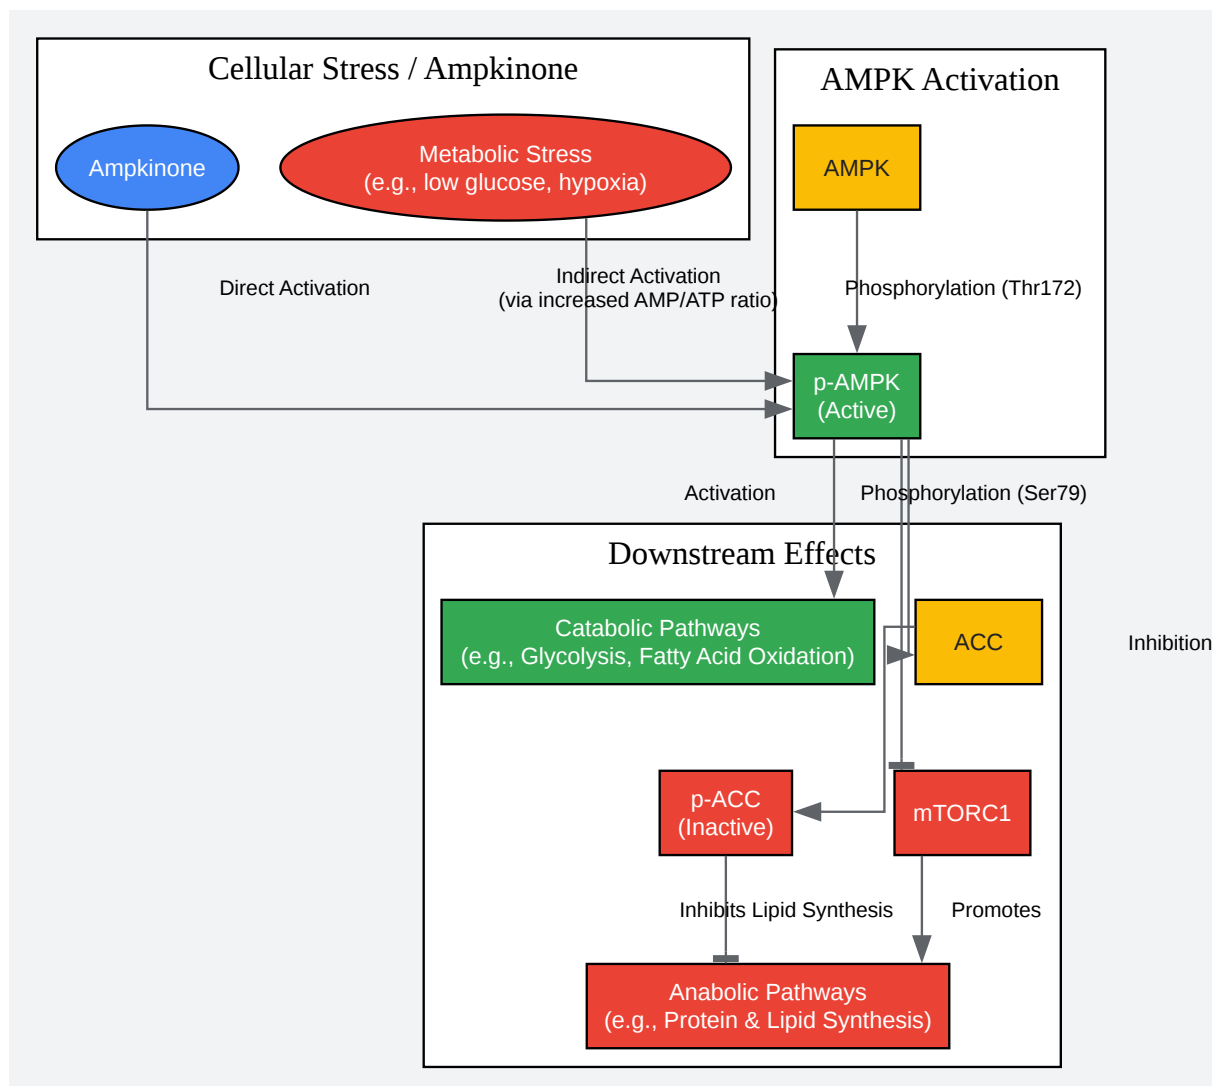 Cellular Stress / Ampkinone
AMPK Activation
Ampkinone
Metabolic Stress
(e.g., low glucose, hypoxia)
AMPK
Direct Activation
Indirect Activation
(via increased AMP/ATP ratio)
Phosphorylation (Thr172)
p-AMPK
(Active)
Activation
Phosphorylation (Ser79)
Downstream Effects
Catabolic Pathways
(e.g., Glycolysis, Fatty Acid Oxidation)
ACC
Inhibition
p-ACC
(Inactive)
mTORC1
Inhibits Lipid Synthesis
Promotes
Anabolic Pathways
(e.g., Protein & Lipid Synthesis)